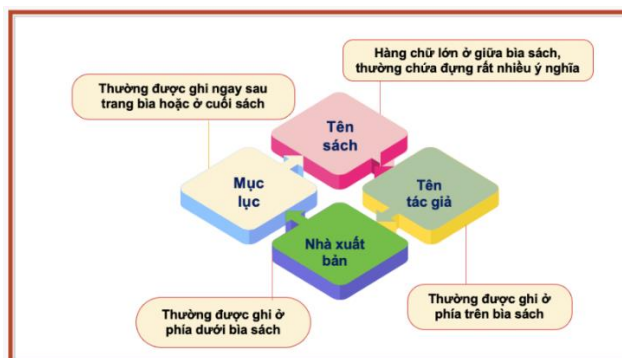 Hàng chữ lớn ở giữa bìa sách,
thường chứa đựng rất nhiều ý nghĩa
Thường được ghi ngay sau
trang bìa hoặc ở cuối sách
Tên
sách
Mục
lục
Tên
tác giả
Nhà xuất
bản
Thường được ghi ở
phía dưới bìa sách
Thường được ghi ở
phía trên bìa sách